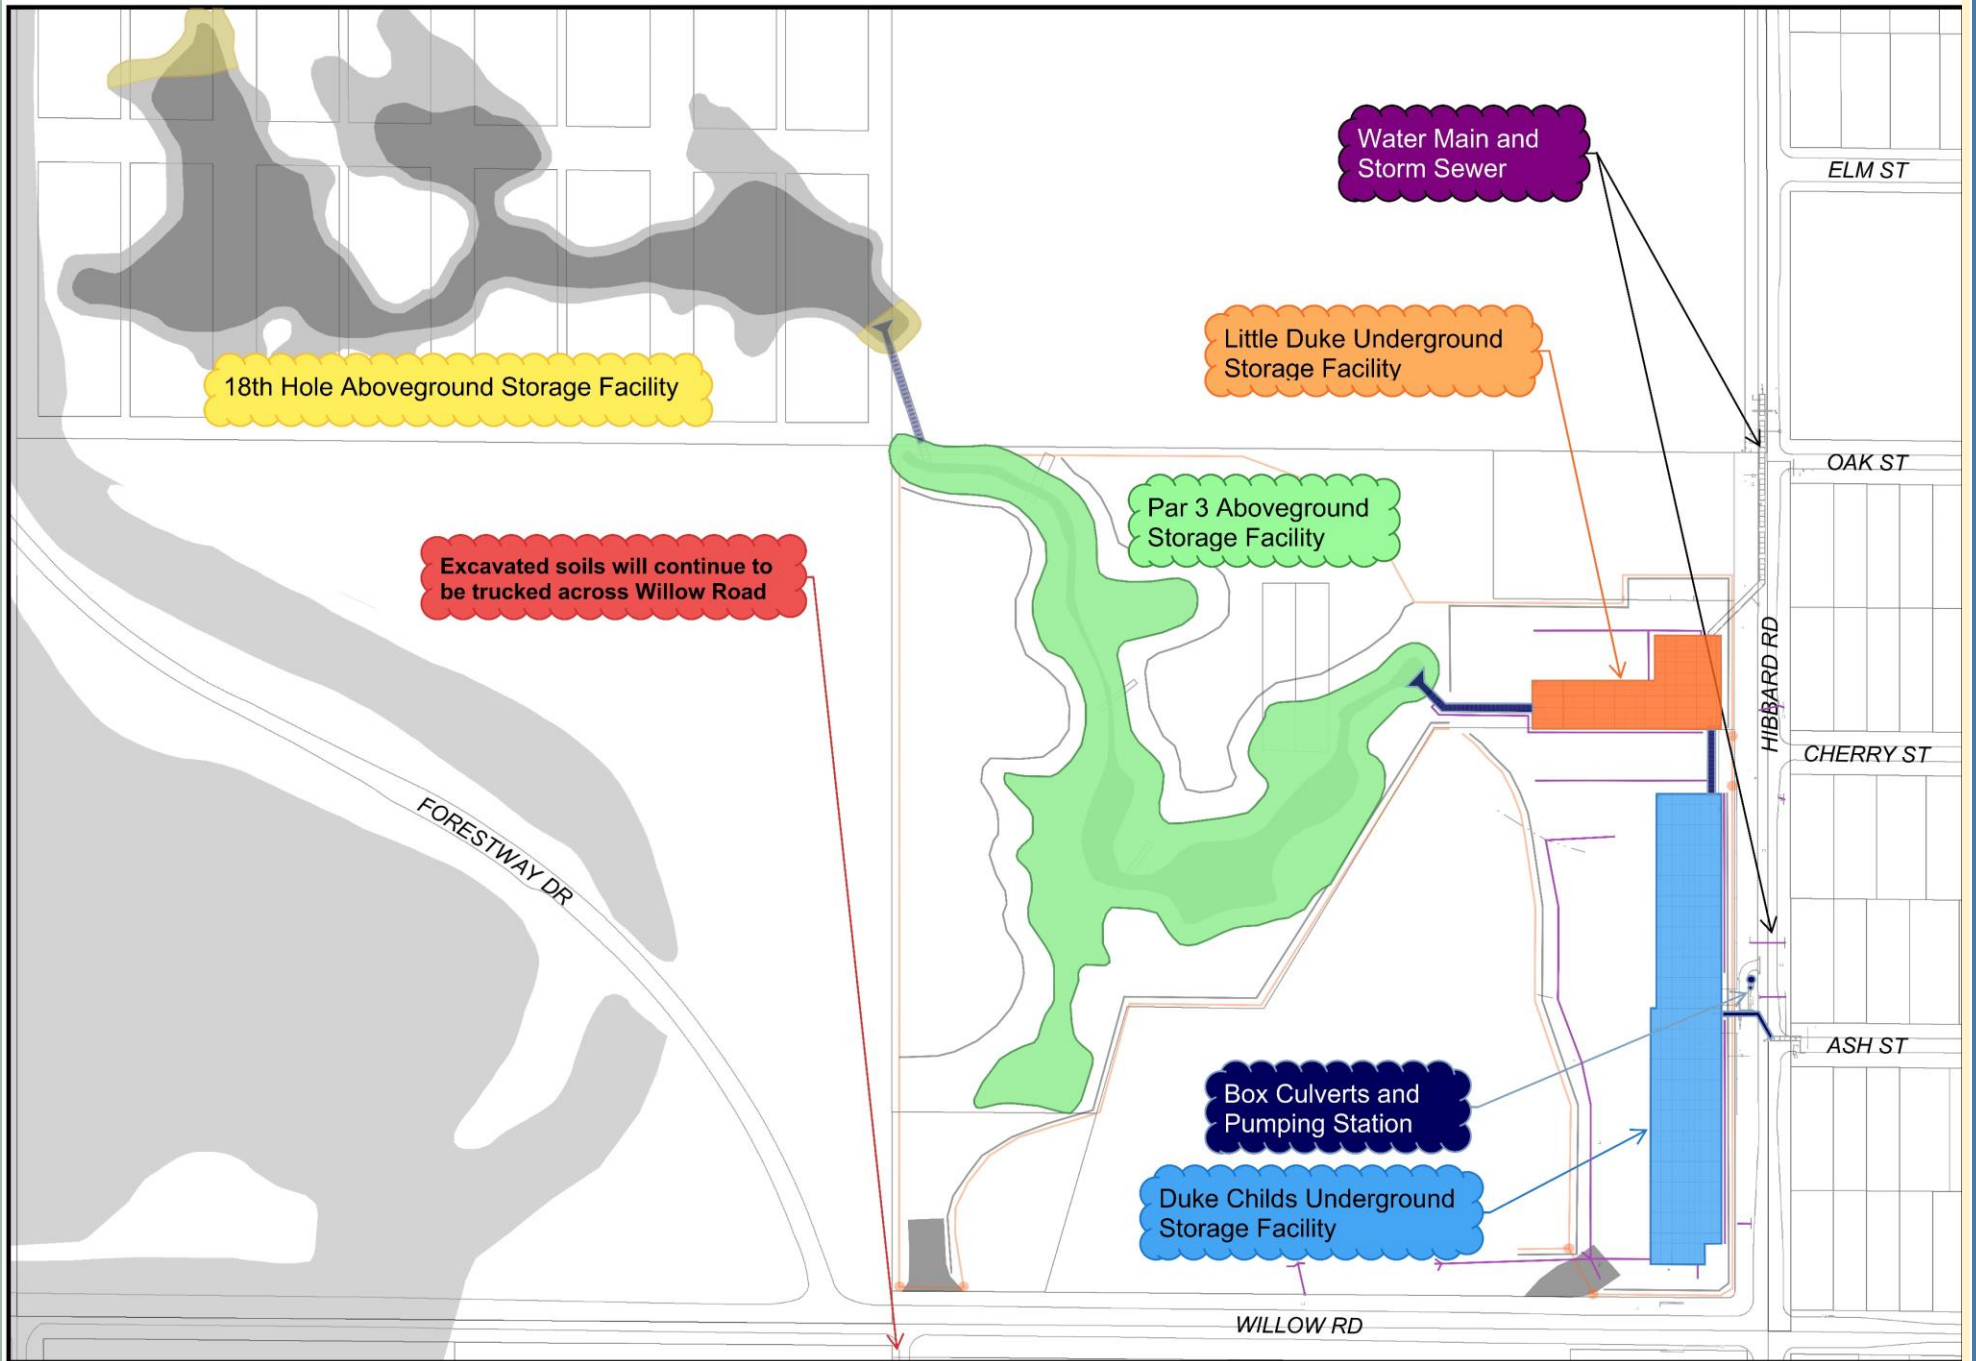 Water Main and
Storm Sewer
ELM ST
Little Duke Underground
Storage Facility
18th Hole Aboveground Storage Facility
OAK ST
Par 3 Aboveground
Storage Facility
Excavated soils will continue to
be trucked across Willow Road
HIBBARD RD
CHERRY ST
FORESTWAY DR
ASH ST
Box Culverts and
Pumping Station
Duke Childs Underground
Storage Facility
WILLOW RD